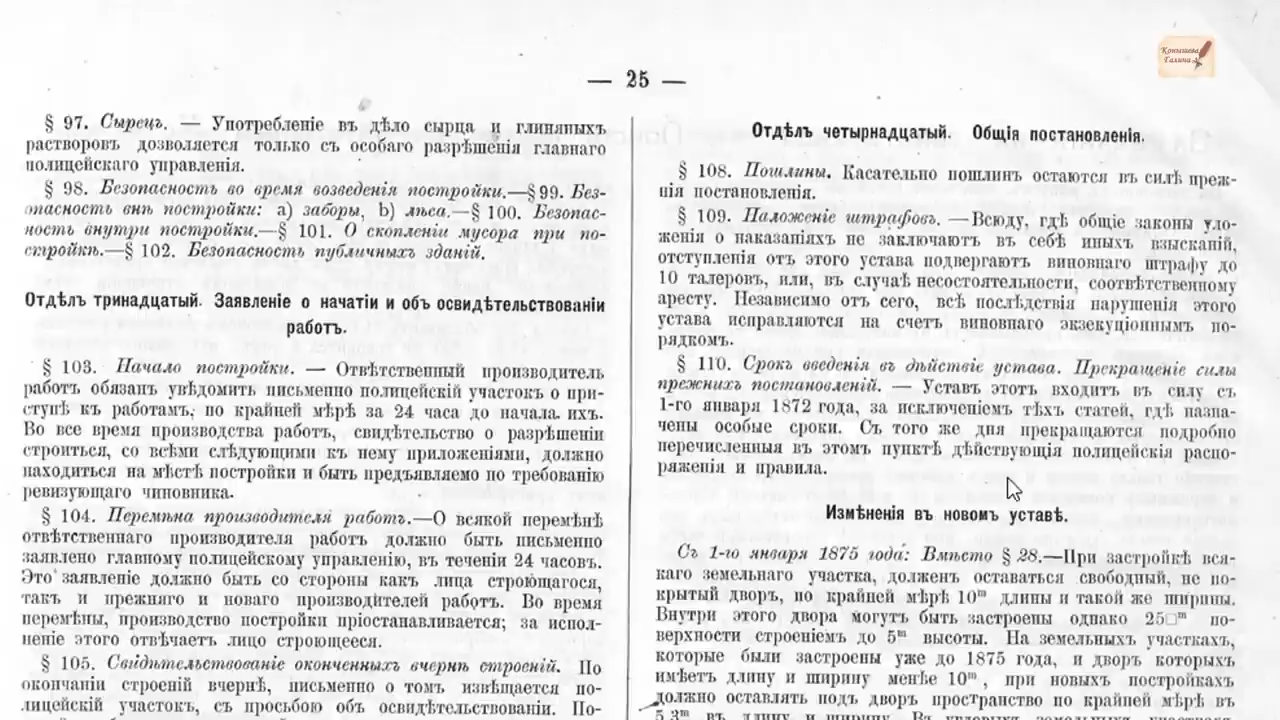 Конышева
Галина
— 25 —
§ 97. Сырецъ. — Употребленіе въ дѣло сырца и глиняныхъ
растворовъ дозволяется только съ особаго разрѣшенія главнаго
полицейскаго управленія.
§ 98. Безопасность во время возведенія постройки.—§ 99. Без-
опасность внѣ постройки: а) заборы, b) лѣса.—§ 100. Безопас-
ность внутри постройки.—§ 101. О скопленіи мусора при по-
стройкѣ.—§ 102. Безопасность публичныхъ зданій.
Отдѣлъ тринадцатый. Заявленіе о начатіи и объ освидѣтельствованіи
работъ.
§ 103. Начало постройки. — Отвѣтственный производитель
работъ обязанъ увѣдомить письменно полицейскій участокъ о при-
ступѣ къ работамъ, по крайней мѣрѣ за 24 часа до начала ихъ.
Во все время производства работъ, свидѣтельство о разрѣшеніи
строиться, со всѣми слѣдующими къ нему приложеніями, должно
находиться на мѣстѣ постройки и быть предъявляемо по требованію
ревизующаго чиновника.
§ 104. Перемѣна производителя работъ.—О всякой перемѣнѣ
отвѣтственнаго производителя работъ должно быть письменно
заявлено главному полицейскому управленію, въ теченіи 24 часовъ.
Это заявленіе должно быть со стороны какъ лица строющагося,
такъ и прежняго и новаго производителей работъ. Во время
перемѣны, производство постройки пріостанавливается; за испол-
неніе этого отвѣчаетъ лицо строющееся.
§ 105. Свидѣтельствованіе оконченныхъ вчернѣ строеній. По
окончаніи строеній вчернѣ, письменно о томъ извѣщается по-
лицейскій участокъ, съ просьбою объ освидѣтельствованіи. По-
Отдѣлъ четырнадцатый. Общія постановленія.
§ 108. Пошлины. Касательно пошлинъ остаются въ силѣ преж-
нія постановленія.
§ 109. Наложеніе штрафовъ. — Всюду, гдѣ общіе законы уло-
женія о наказаніяхъ не заключаютъ въ себѣ иныхъ взысканій,
отступленія отъ этого устава подвергаютъ виновнаго штрафу до
10 талеровъ, или, въ случаѣ несостоятельности, соотвѣтственному
аресту. Независимо отъ сего, всѣ послѣдствія нарушенія этого
устава исправляются на счетъ виновнаго экзекуціоннымъ по-
рядкомъ.
§ 110. Срокъ введенія въ дѣйствіе устава. Прекращеніе силы
прежнихъ постановленій. — Уставъ этотъ входитъ въ силу съ
1-го января 1872 года, за исключеніемъ тѣхъ статей, гдѣ назна-
чены особые сроки. Съ того же дня прекращаются подробно
перечисленныя въ этомъ пунктѣ дѣйствующія полицейскія распо-
ряженія и правила.
Измѣненія въ новомъ уставѣ.
Съ 1-го января 1875 года: Вмѣсто § 28.—При застройкѣ вся-
каго земельнаго участка, долженъ оставаться свободный, не по-
крытый дворъ, по крайней мѣрѣ 10ᵐ длины и такой же ширины.
Внутри этого двора могутъ быть застроены однако 25□ᵐ по-
верхности строеніемъ до 5ᵐ высоты. На земельныхъ участкахъ,
которые были застроены уже до 1875 года, и дворъ которыхъ
имѣетъ длину и ширину менѣе 10ᵐ, при новыхъ постройкахъ
должно оставлять подъ дворъ пространство по крайней мѣрѣ въ
5,3ᵐ въ длину и ширину. Въ